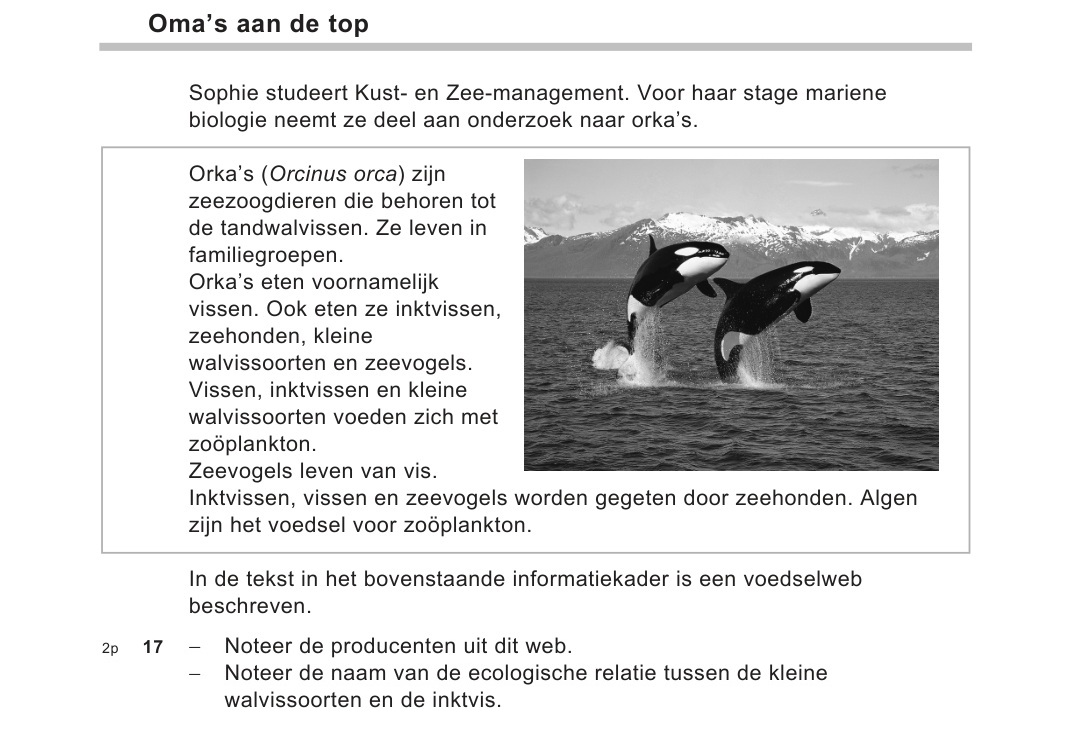 Oma’s aan de top
Sophie studeert Kust- en Zee-management. Voor haar stage mariene
biologie neemt ze deel aan onderzoek naar orka’s.
Orka’s (Orcinus orca) zijn
zeezoogdieren die behoren tot
de tandwalvissen. Ze leven in
familiegroepen.
Orka’s eten voornamelijk
vissen. Ook eten ze inktvissen,
zeehonden, kleine
walvissoorten en zeevogels.
Vissen, inktvissen en kleine
walvissoorten voeden zich met
zoöplankton.
Zeevogels leven van vis.
Inktvissen, vissen en zeevogels worden gegeten door zeehonden. Algen
zijn het voedsel voor zoöplankton.
In de tekst in het bovenstaande informatiekader is een voedselweb
beschreven.
2p 17 – Noteer de producenten uit dit web.
– Noteer de naam van de ecologische relatie tussen de kleine
walvissoorten en de inktvis.